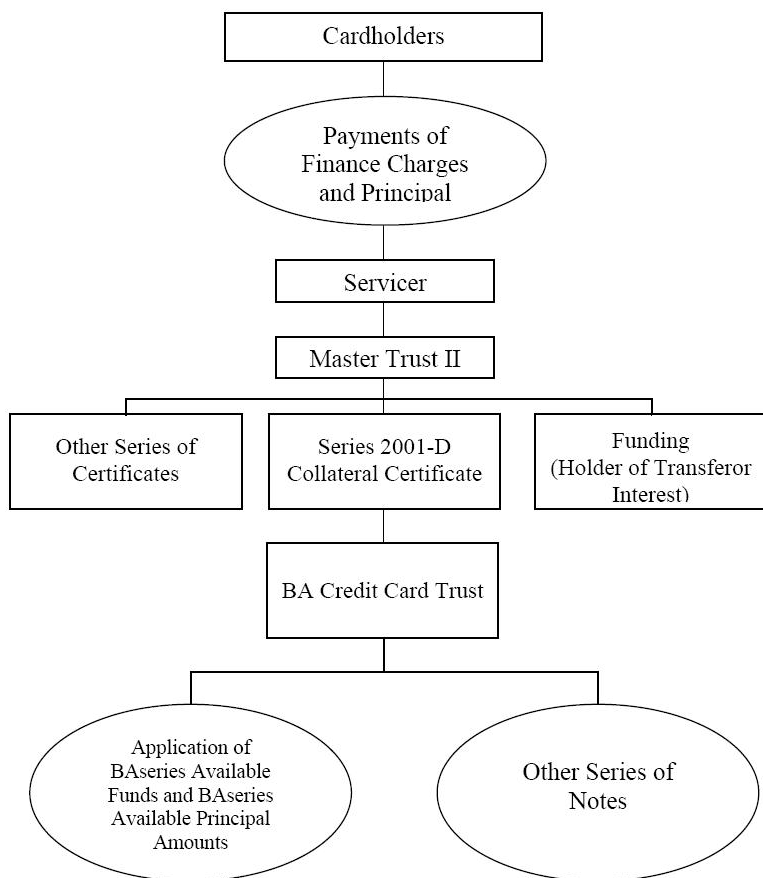 Cardholders
Payments of
Finance Charges
and Principal
Servicer
Master Trust II
Other Series of
Certificates
Series 2001-D
Collateral Certificate
Funding
(Holder of Transferor
Interest)
BA Credit Card Trust
Application of
BAseries Available
Funds and BAseries
Available Principal
Amounts
Other Series of
Notes